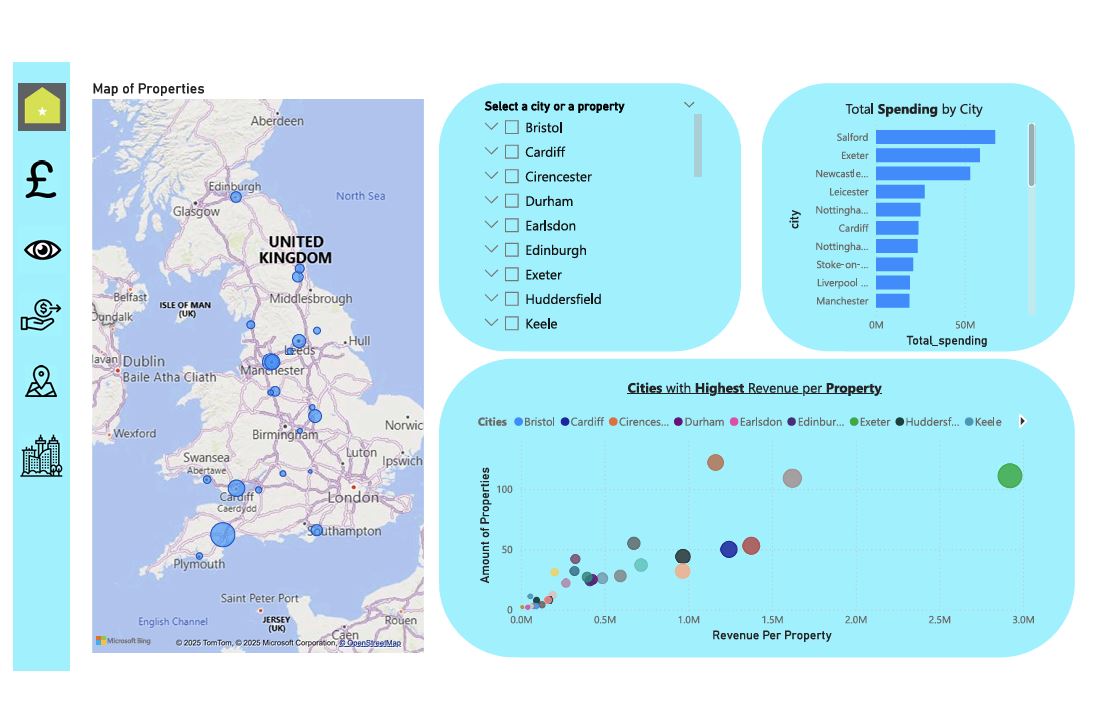 Map of Properties
Aberdeen
Edinburgh
North Sea
Glasgow
UNITED
KINGDOM
Belfast
ISLE OF MAN
(UK)
Middlesbrough
Dundalk
Leeds
Hull
lavan
Dublin
Baile Atha Cliath
Manchester
Wexford
Birmingham
Norwic
Swansea
Abertawe
Luton
Ipswich
Cardiff
Caerdydd
London
Southampton
Plymouth
Saint Peter Port
English Channel
JERSEY
(UK)
Rouen
Caen
Microsoft Bing
© 2025 TomTom, © 2025 Microsoft Corporation, © OpenStreetMap
Select a city or a property
Bristol
Cardiff
Cirencester
Durham
Earlsdon
Edinburgh
Exeter
Huddersfield
Keele
Total Spending by City
Salford
Exeter
Newcastle...
Leicester
Nottingha...
Cardiff
Nottingha...
Stoke-on-...
Liverpool ...
Manchester
city
0M 50M
Total_spending
Cities with Highest Revenue per Property
Cities Bristol Cardiff Cirences... Durham Earlsdon Edinbur... Exeter Huddersf... Keele
Amount of Properties
100
50
0
0.0M 0.5M 1.0M 1.5M 2.0M 2.5M 3.0M
Revenue Per Property